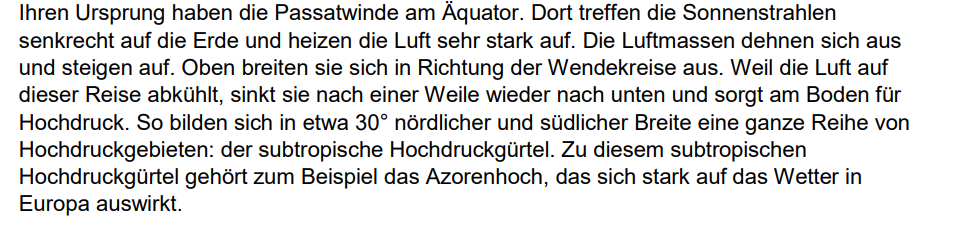 Ihren Ursprung haben die Passatwinde am Äquator. Dort treffen die Sonnenstrahlen
senkrecht auf die Erde und heizen die Luft sehr stark auf. Die Luftmassen dehnen sich aus
und steigen auf. Oben breiten sie sich in Richtung der Wendekreise aus. Weil die Luft auf
dieser Reise abkühlt, sinkt sie nach einer Weile wieder nach unten und sorgt am Boden für
Hochdruck. So bilden sich in etwa 30° nördlicher und südlicher Breite eine ganze Reihe von
Hochdruckgebieten: der subtropische Hochdruckgürtel. Zu diesem subtropischen
Hochdruckgürtel gehört zum Beispiel das Azorenhoch, das sich stark auf das Wetter in
Europa auswirkt.